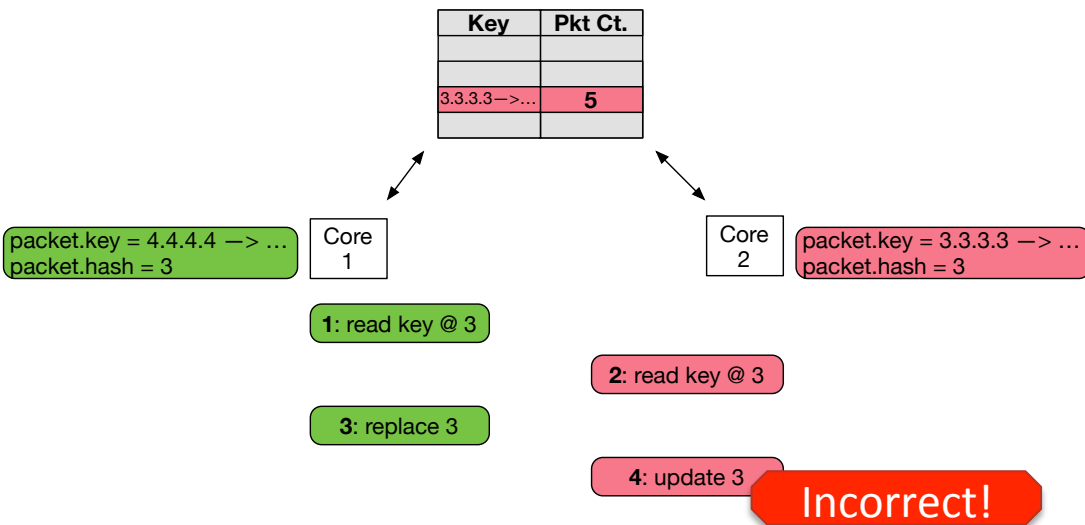 Key Pkt Ct.
3.3.3.3—>... 5
packet.key = 4.4.4.4 —> ...
packet.hash = 3
Core
1
Core
2
packet.key = 3.3.3.3 —> ...
packet.hash = 3
1: read key @ 3
2: read key @ 3
3: replace 3
4: update 3
Incorrect!